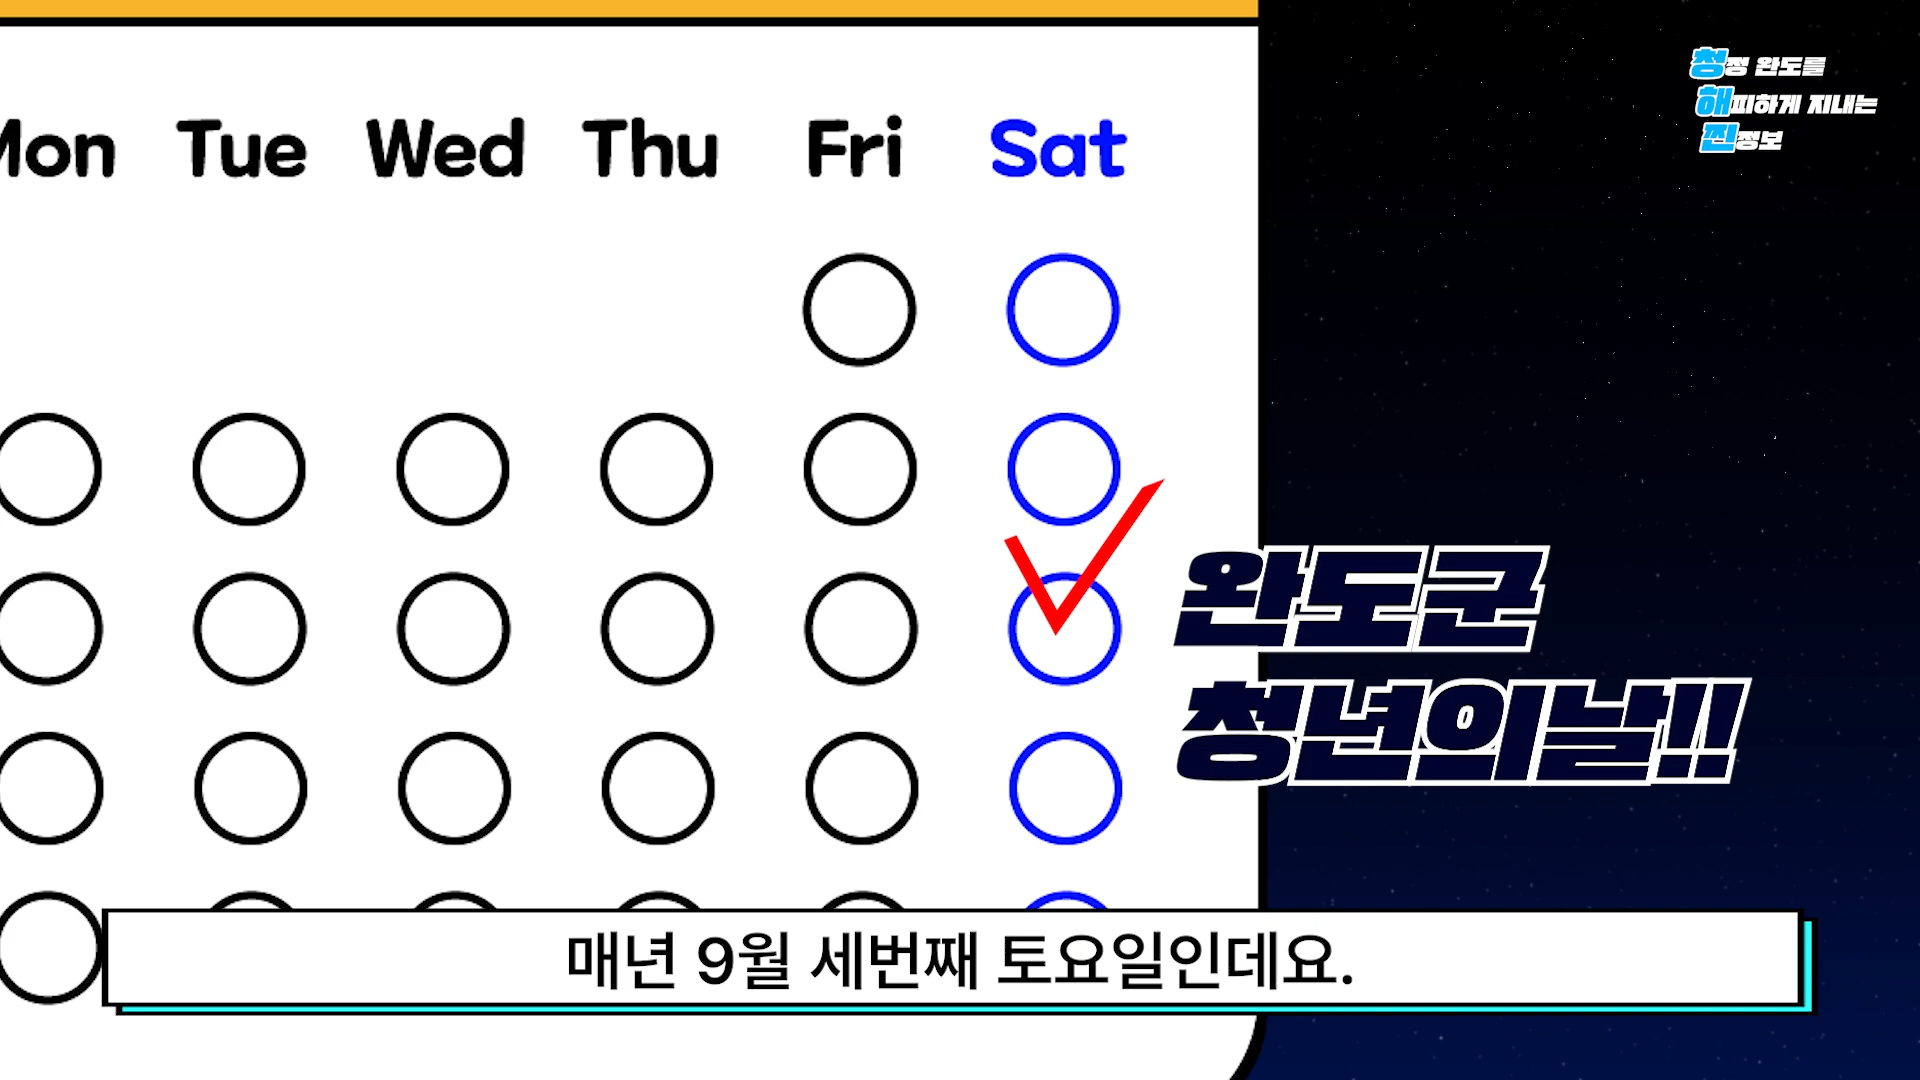 Mon Tue Wed Thu Fri Sat
청정 완도를
해피하게 지내는
찐정보
완도군
청년의날!!
매년 9월 세번째 토요일인데요.